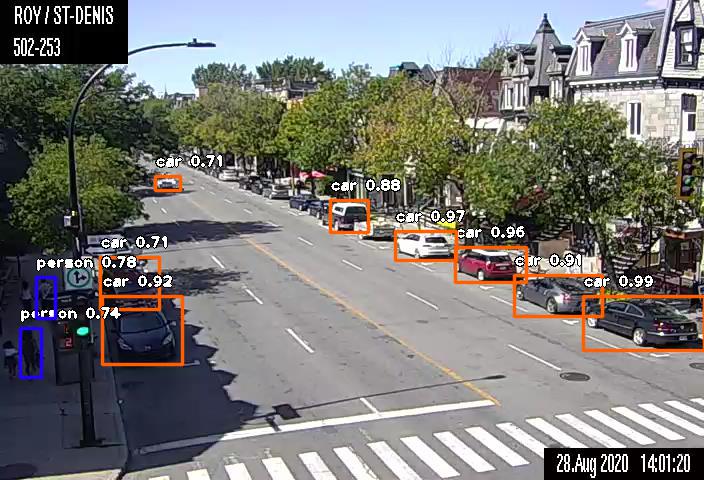 ROY / ST-DENIS
502-253
car 0.71
car 0.88
car 0.97
car 0.96
car 0.71
car 0.91
person 0.78
car 0.92
car 0.99
person 0.74
28.Aug 2020 14:01:20